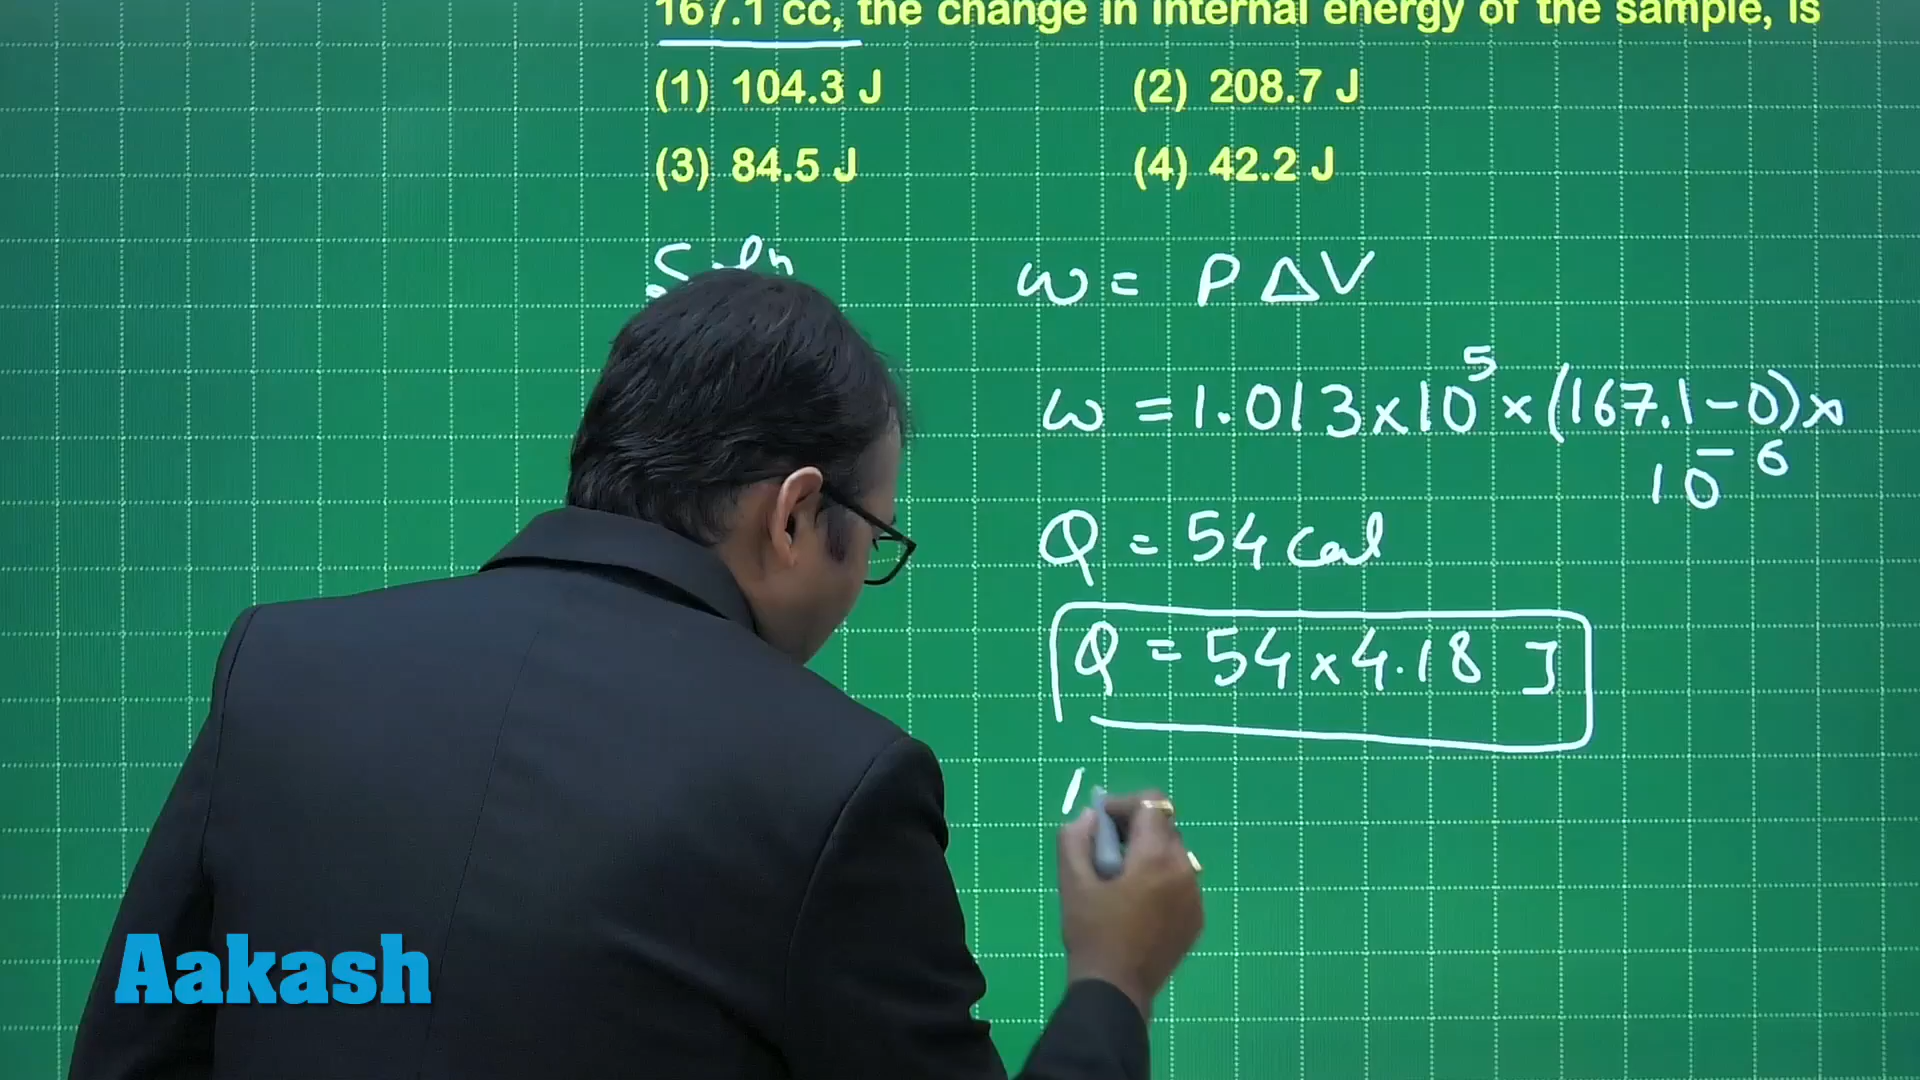 167.1 cc, the change in internal energy of the sample, is
(1) 104.3 J (2) 208.7 J
(3) 84.5 J (4) 42.2 J
Soln
w = P ΔV
w = 1.013×10⁵×(167.1-0)×
10⁻⁶
Q = 54 Cal
Q = 54×4.18 J
Aakash